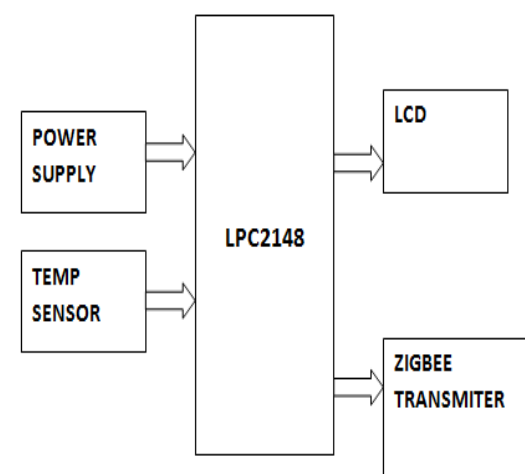 POWER
SUPPLY
TEMP
SENSOR
LPC2148
LCD
ZIGBEE
TRANSMITER